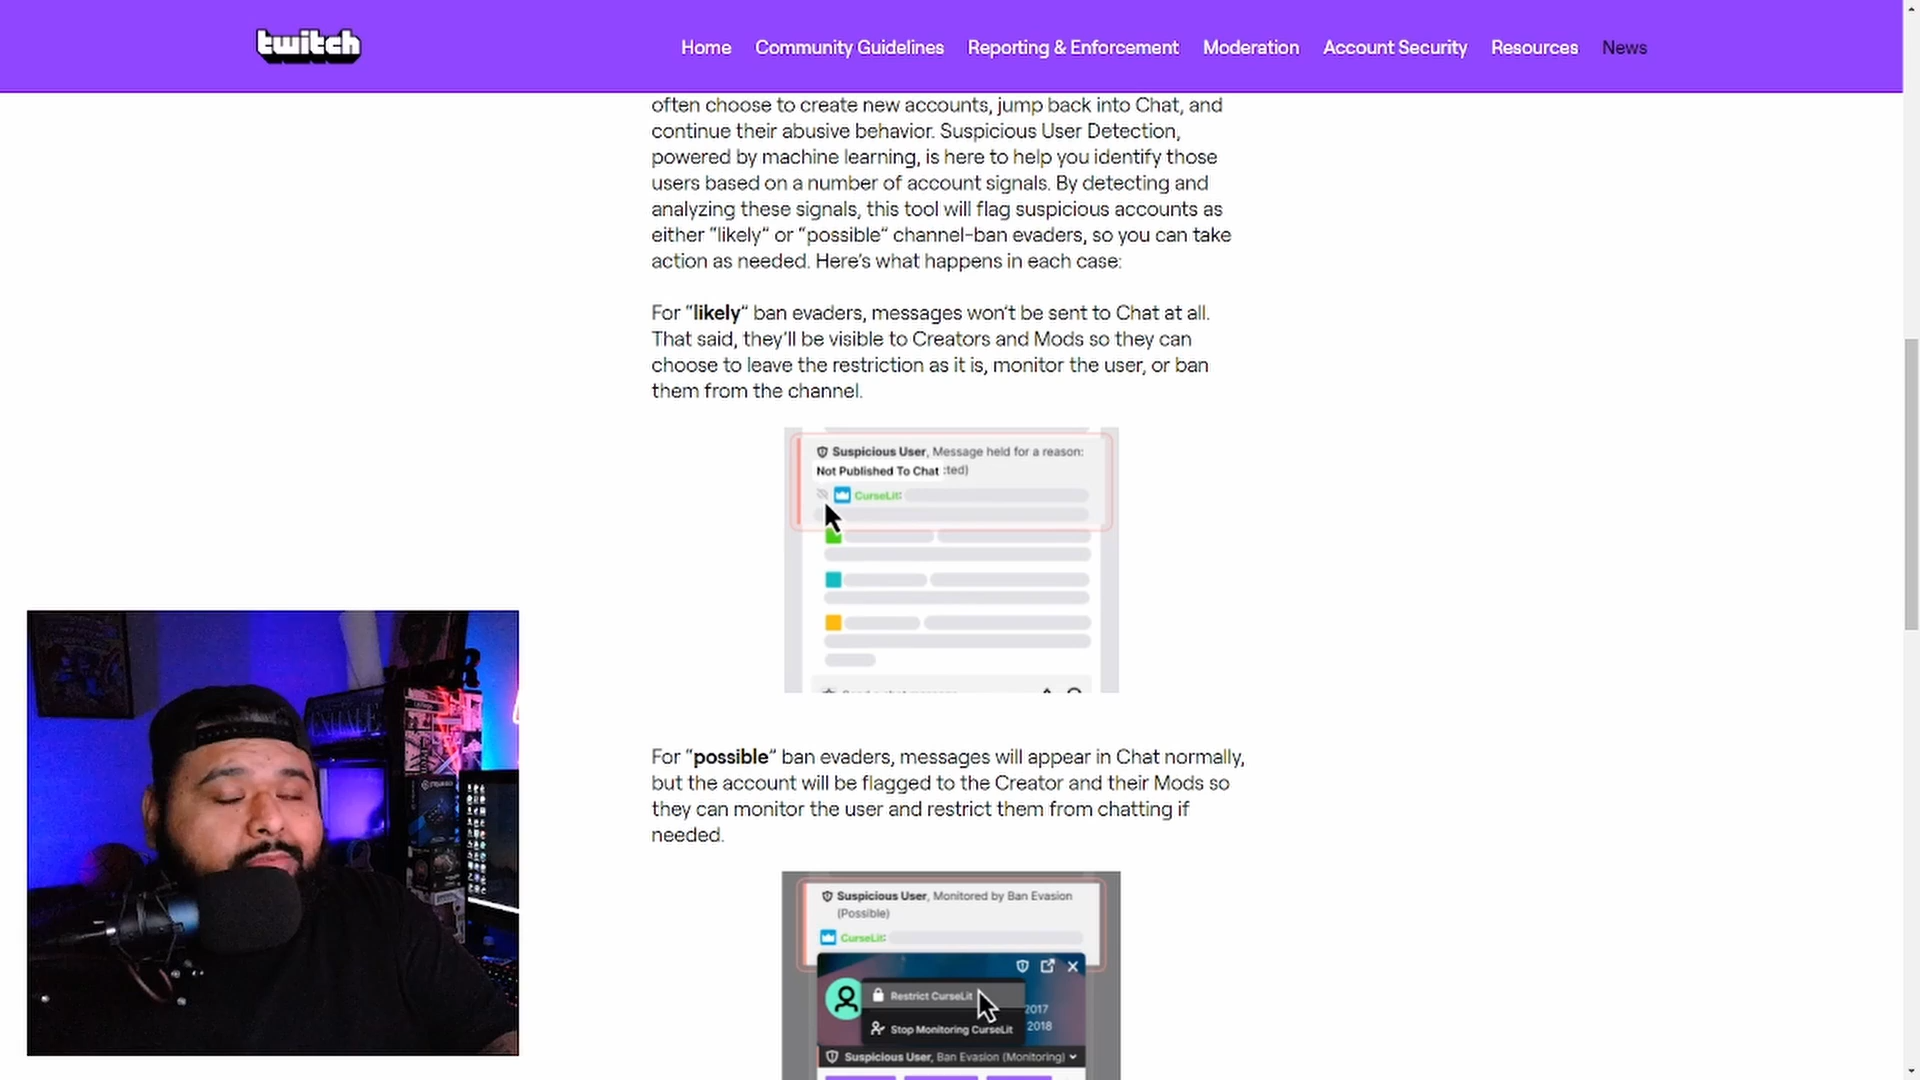 twitch
Home Community Guidelines Reporting & Enforcement Moderation Account Security Resources News
often choose to create new accounts, jump back into Chat, and
continue their abusive behavior. Suspicious User Detection,
powered by machine learning, is here to help you identify those
users based on a number of account signals. By detecting and
analyzing these signals, this tool will flag suspicious accounts as
either “likely” or “possible” channel-ban evaders, so you can take
action as needed. Here’s what happens in each case:
For “likely” ban evaders, messages won’t be sent to Chat at all.
That said, they’ll be visible to Creators and Mods so they can
choose to leave the restriction as it is, monitor the user, or ban
them from the channel.
Suspicious User, Message held for a reason:
Not Published To Chat :ted)
CurseLit:
For “possible” ban evaders, messages will appear in Chat normally,
but the account will be flagged to the Creator and their Mods so
they can monitor the user and restrict them from chatting if
needed.
Suspicious User, Monitored by Ban Evasion
(Possible)
CurseLit:
Restrict CurseLit
2017
Stop Monitoring CurseLit
2018
Suspicious User, Ban Evasion (Monitoring)